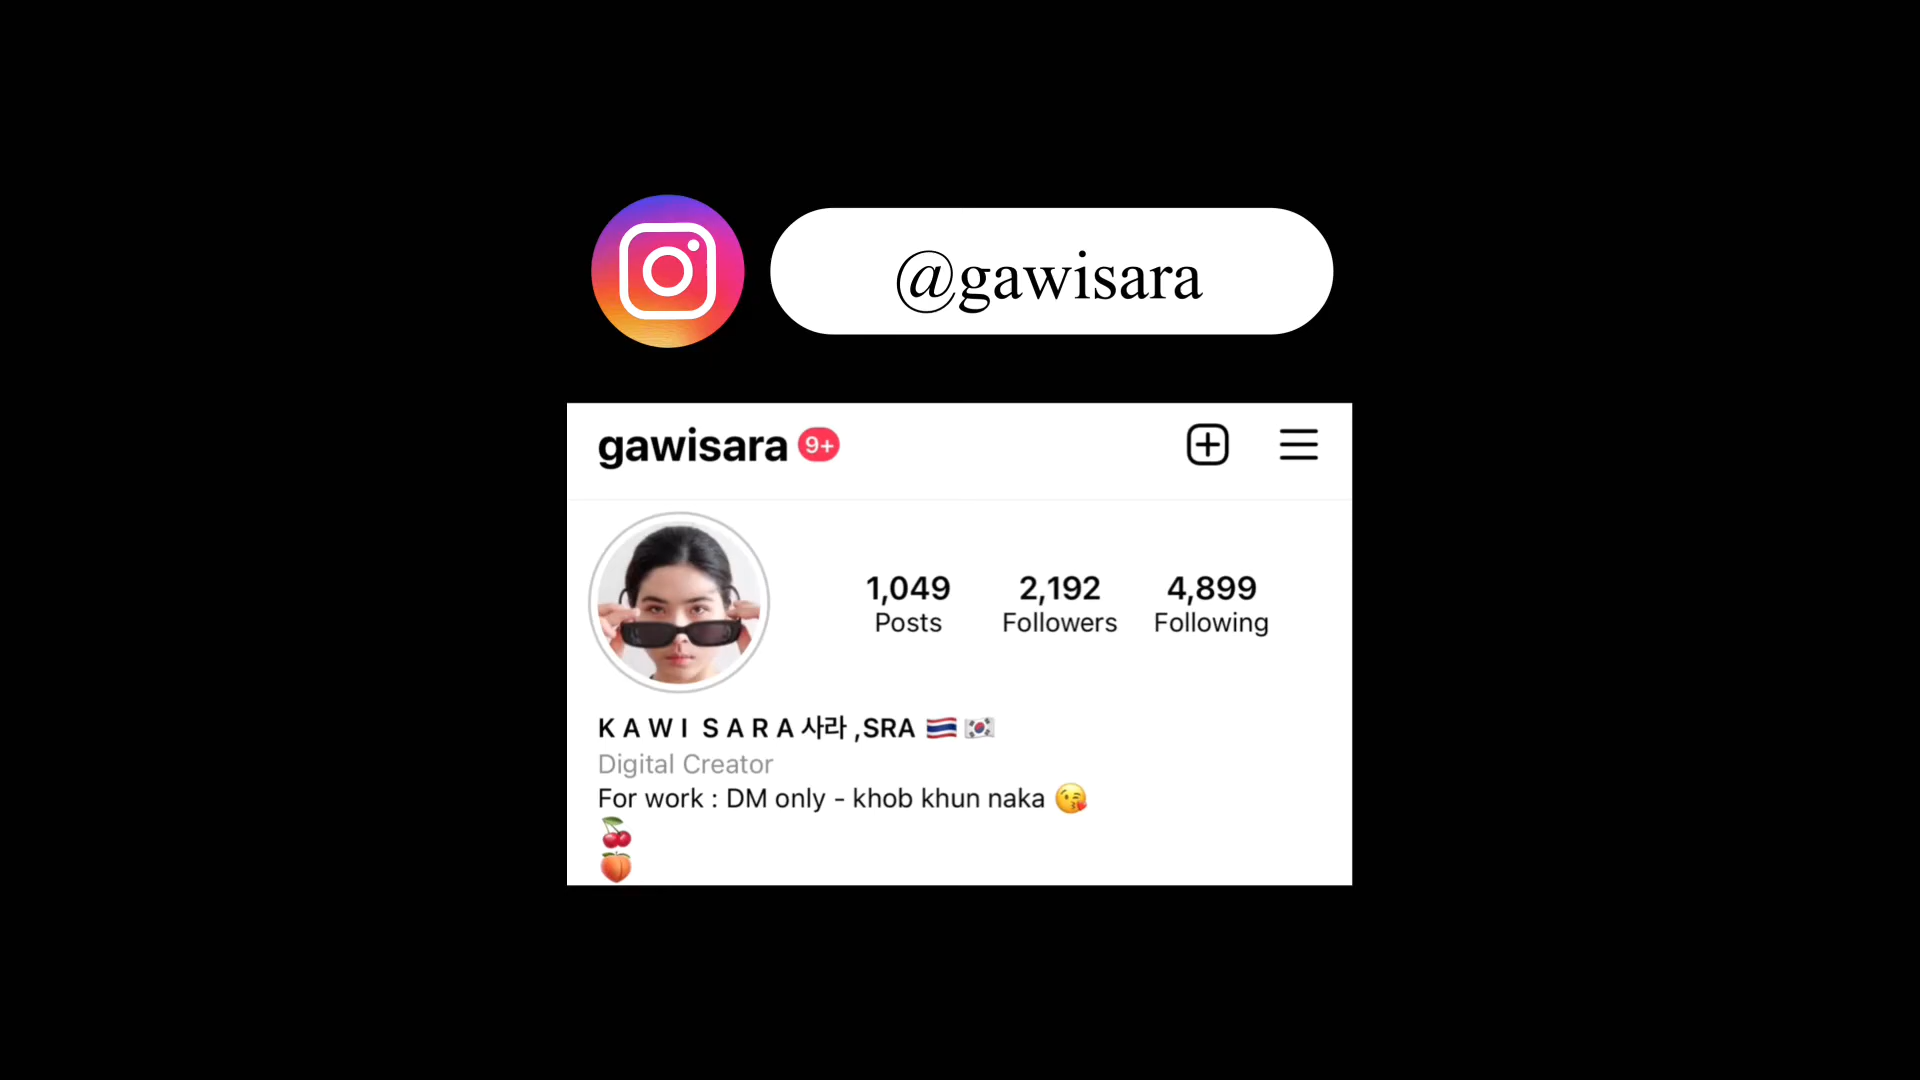 @gawisara
gawisara 9+
1,049 2,192 4,899
Posts Followers Following
K A W I S A R A 사라 ,SRA 🇹🇭 🇰🇷
Digital Creator
For work : DM only - khob khun naka 😘
🍒
🍑